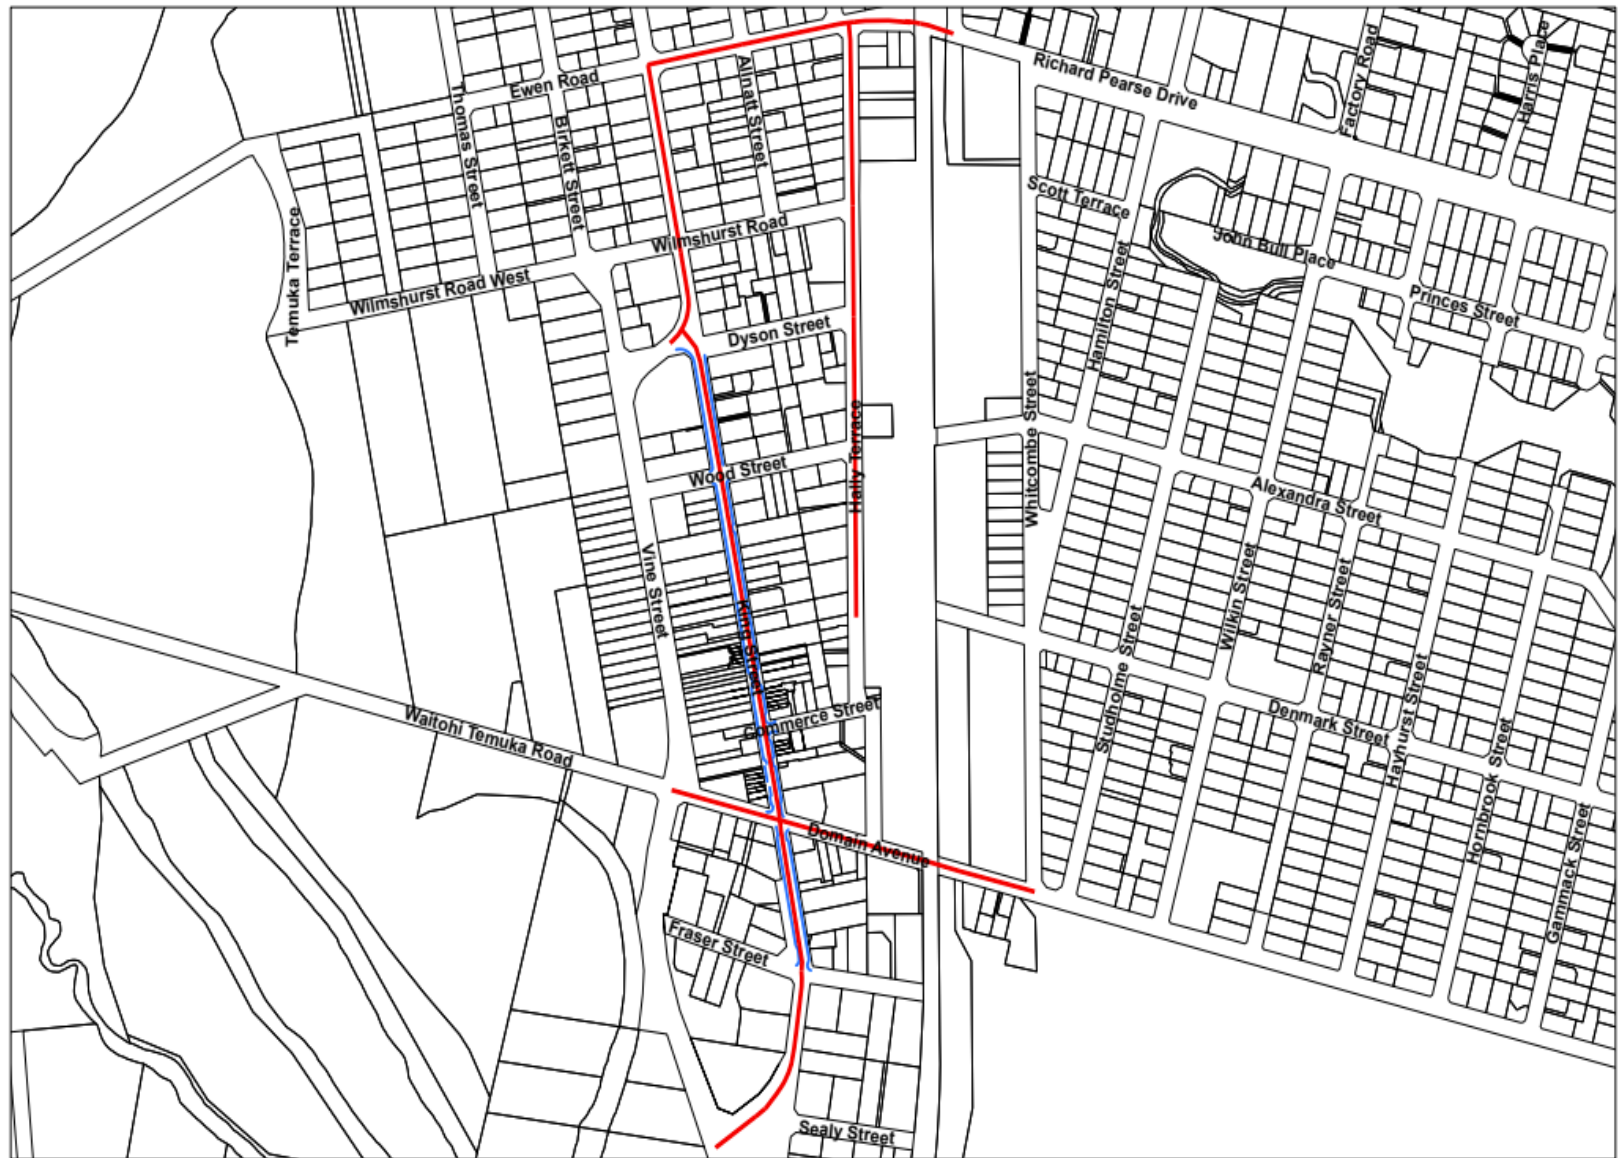 Richard Pearse Drive
Factory Road
Harris Place
Ewen Road
Allnatt Street
Thomas Street
Birkett Street
Scott Terrace
Temuka Terrace
Wilmshurst Road
John Bull Place
Wilmshurst Road West
Hamilton Street
Princes Street
Dyson Street
Hally Terrace
Whitcombe Street
Wood Street
Alexandra Street
Vine Street
King Street
Wilkin Street
Rayner Street
Studholme Street
Hayhurst Street
Commerce Street
Waitohi Temuka Road
Denmark Street
Hornbrook Street
Domain Avenue
Gammack Street
Fraser Street
Sealy Street